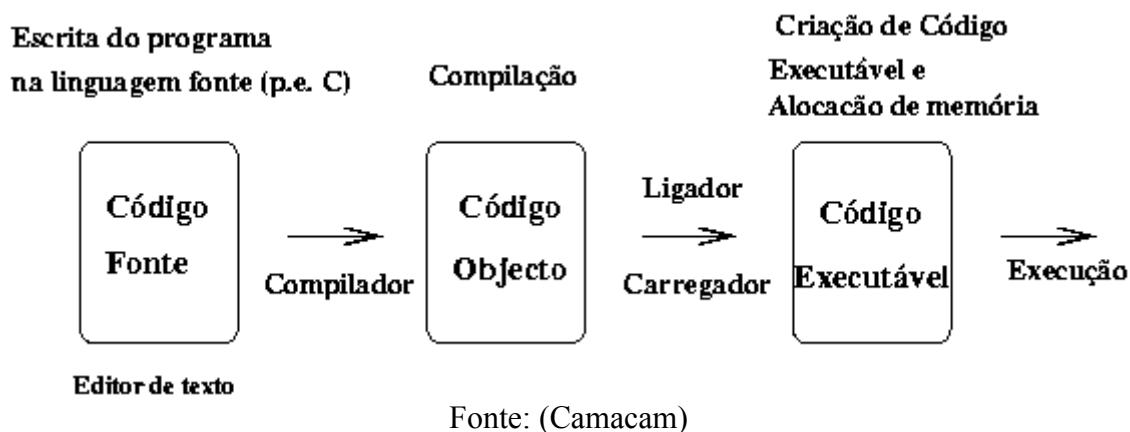 Escrita do programa
na linguagem fonte (p.e. C)
Compilação
Criação de Código
Executável e
Alocacão de memória
Código
Fonte
Compilador
Código
Objecto
Ligador
Carregador
Código
Executável
Execução
Editor de texto
Fonte: (Camacam)